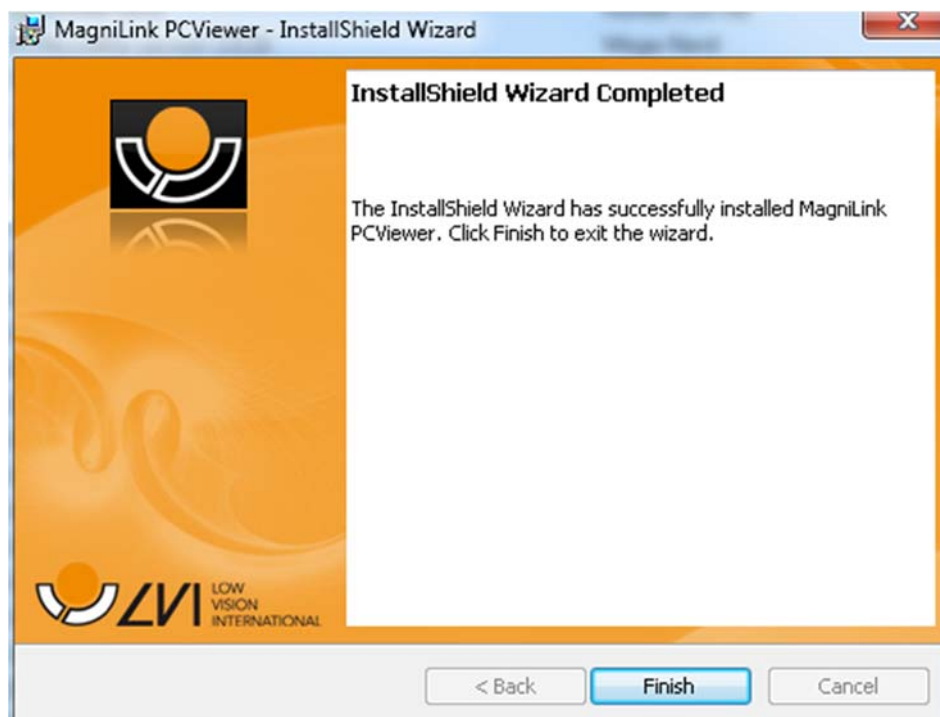 MagniLink PCViewer - InstallShield Wizard
InstallShield Wizard Completed
The InstallShield Wizard has successfully installed MagniLink
PCViewer. Click Finish to exit the wizard.
LVI
LOW
VISION
INTERNATIONAL
< Back
Finish
Cancel